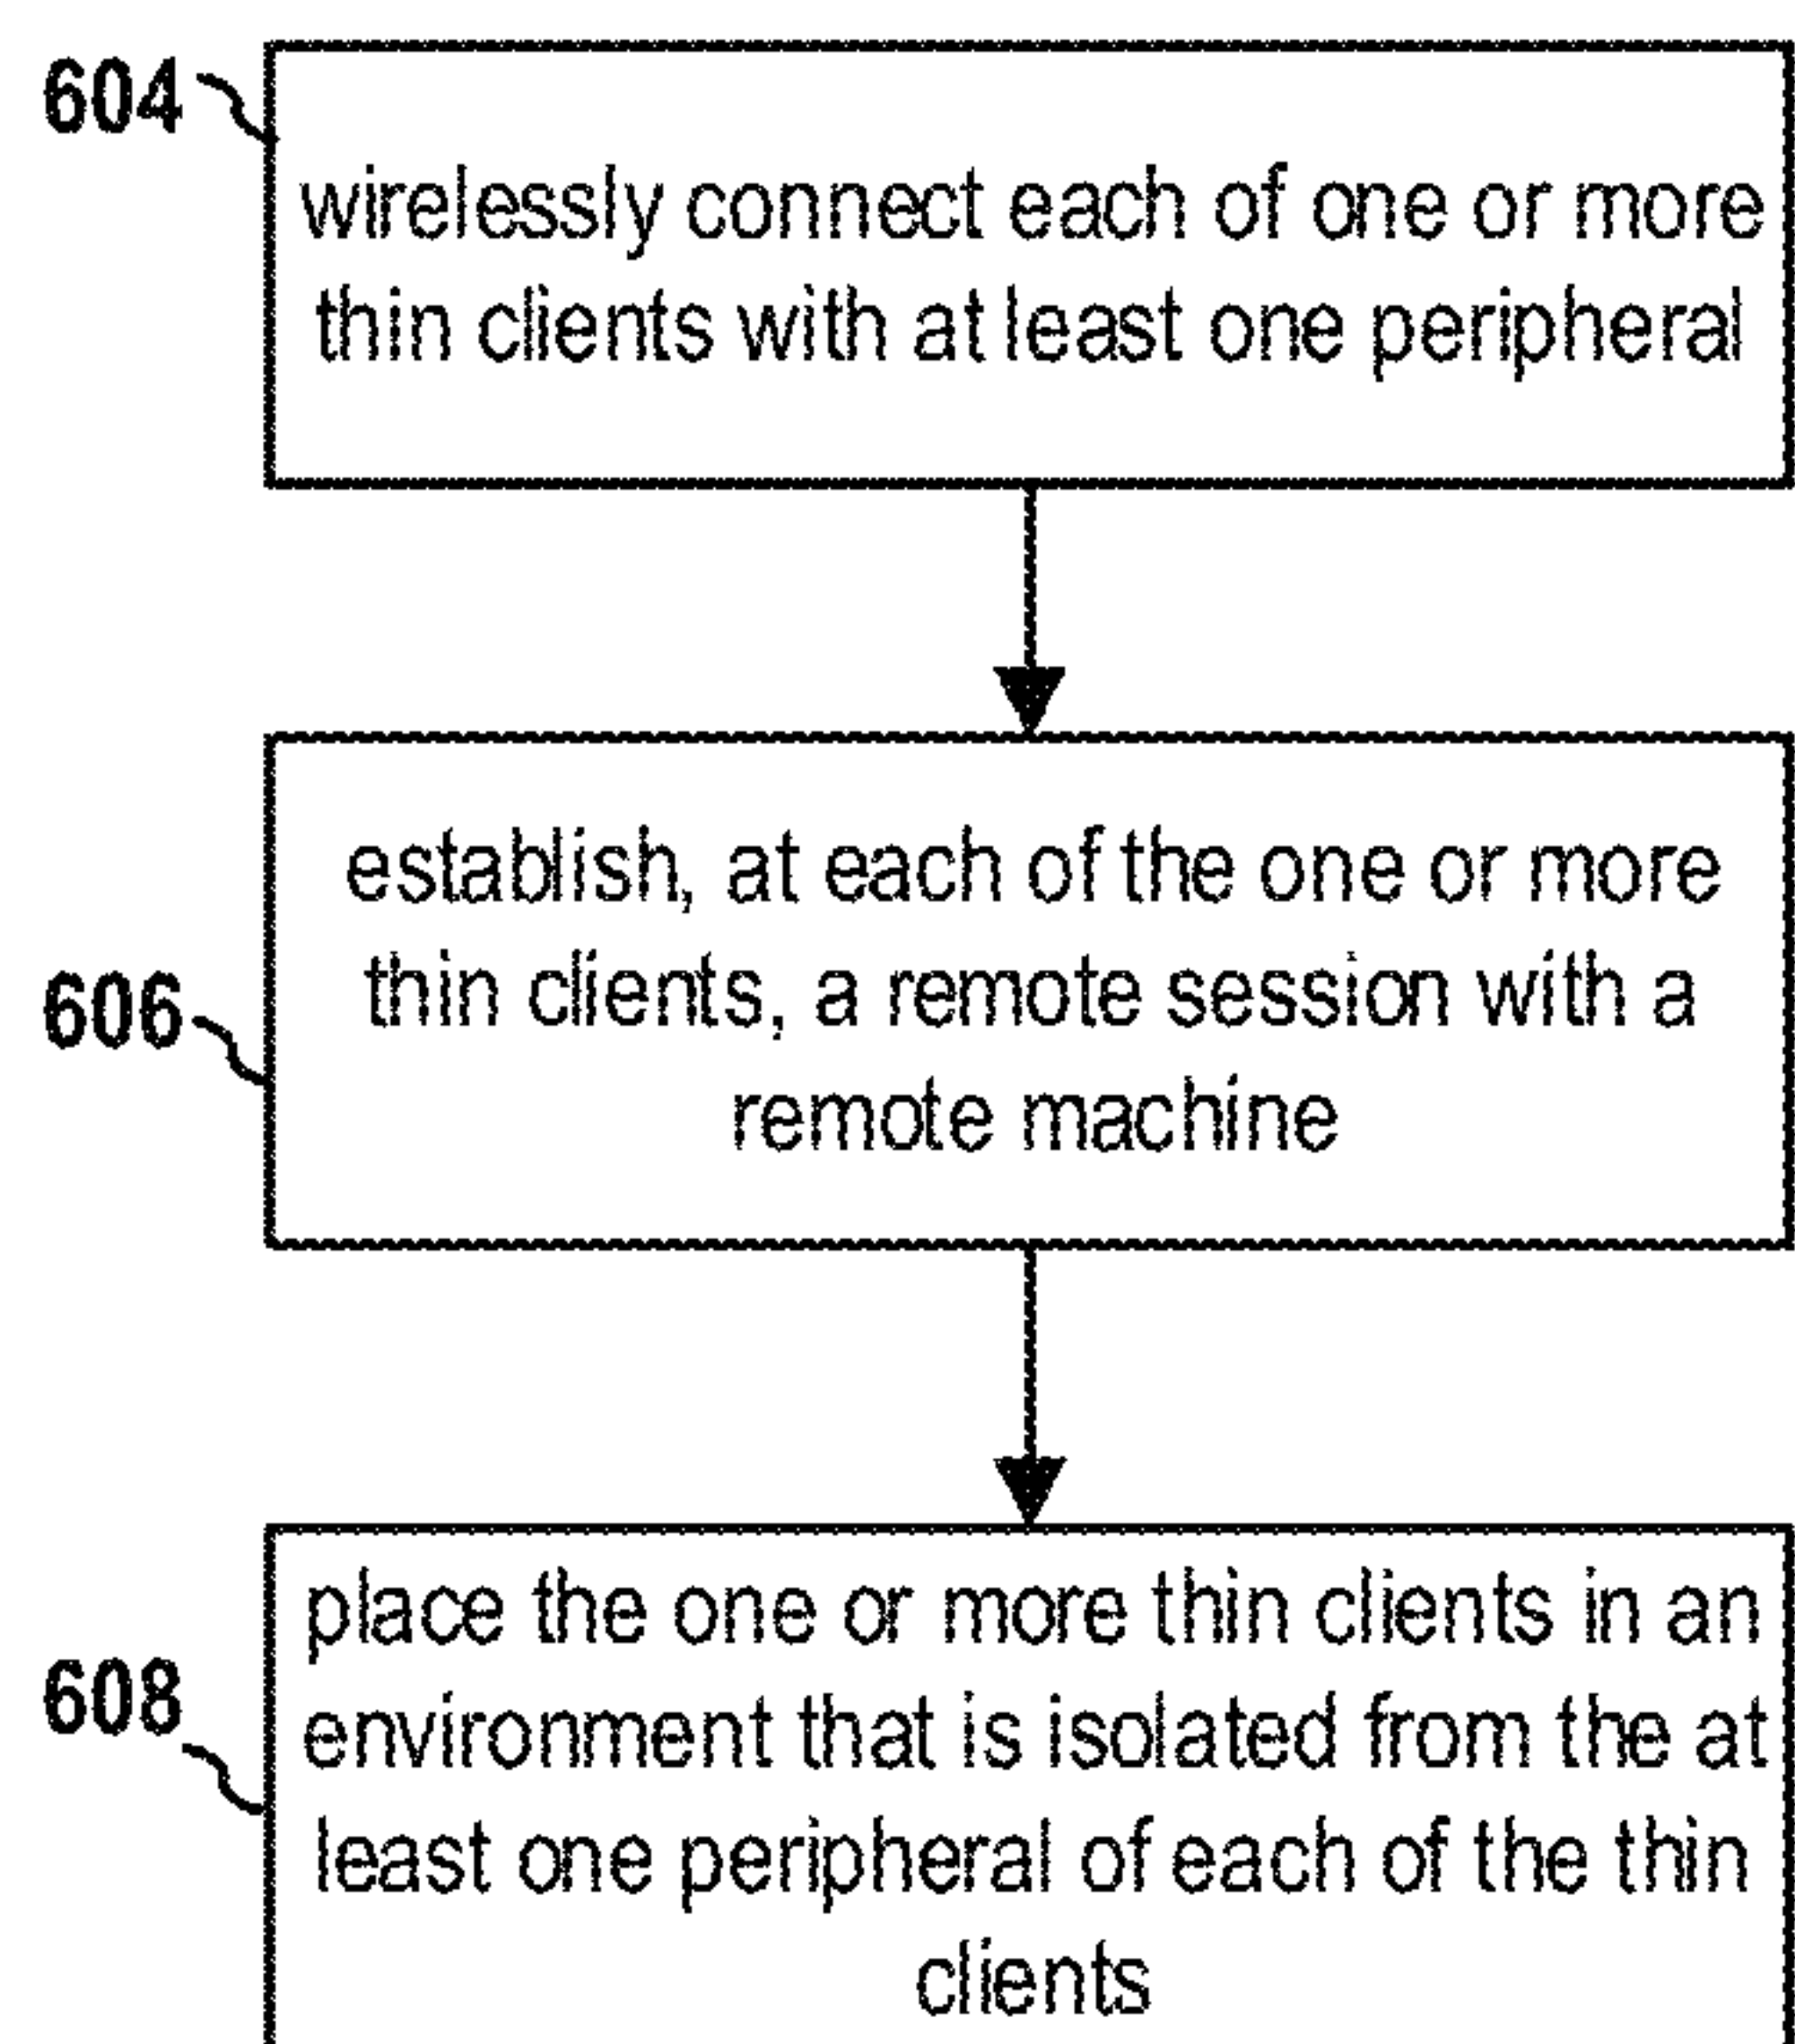 604
wirelessly connect each of one or more
thin clients with at least one peripheral
establish, at each of the one or more
thin clients, a remote session with a
606
remote machine
place the one or more thin clients in an
608
environment that is isolated from the at
least one peripheral of each of the thin
clients